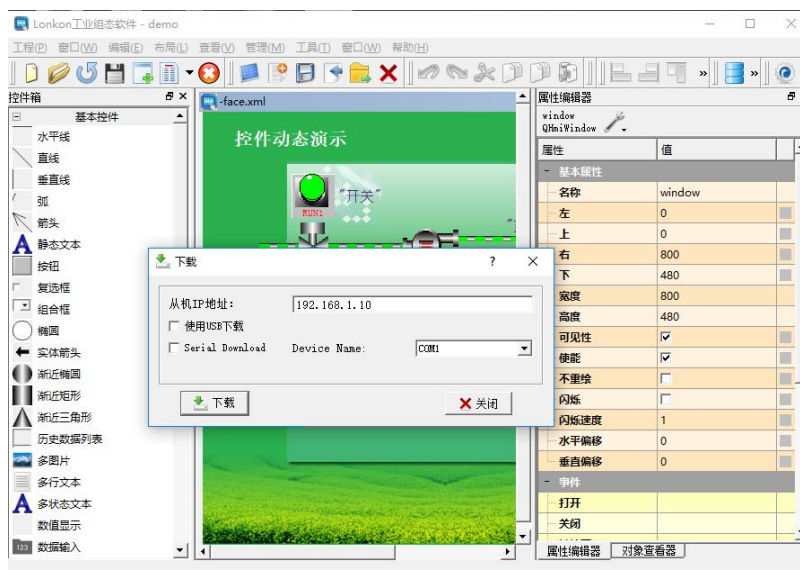 Lonkon工业组态软件 - demo
工程(P) 窗口(W) 编辑(E) 布局(L) 查看(V) 管理(M) 工具(T) 窗口(W) 帮助(H)
控件箱
基本控件
水平线
直线
垂直线
弧
箭头
静态文本
按钮
复选框
组合框
椭圆
实体箭头
渐近椭圆
渐近矩形
渐近三角形
历史数据列表
多图片
多行文本
多状态文本
数值显示
123 数据输入
-face.xml
控件动态演示
"开关"
RUN1
下载
从机IP地址: 192.168.1.10
使用USB下载
Serial Download Device Name: COM1
下载 关闭
属性编辑器
window
QHmiWindow
属性 值
基本属性
名称 window
左 0
上 0
右 800
下 480
宽度 800
高度 480
可见性
使能
不重绘
闪烁
闪烁速度 1
水平偏移 0
垂直偏移 0
事件
打开
关闭
属性编辑器 对象查看器